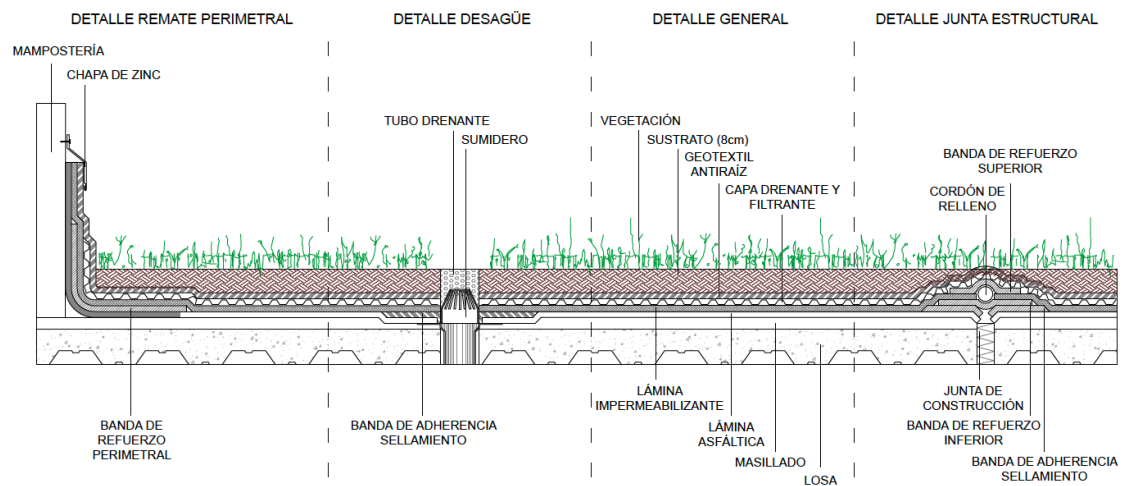 DETALLE REMATE PERIMETRAL
DETALLE DESAGÜE
DETALLE GENERAL
DETALLE JUNTA ESTRUCTURAL
MAMPOSTERÍA
CHAPA DE ZINC
TUBO DRENANTE
SUMIDERO
VEGETACIÓN
SUSTRATO (8cm)
GEOTEXTIL
ANTIRAÍZ
CAPA DRENANTE Y
FILTRANTE
BANDA DE REFUERZO
SUPERIOR
CORDÓN DE
RELLENO
BANDA DE
REFUERZO
PERIMETRAL
BANDA DE ADHERENCIA
SELLAMIENTO
LÁMINA
IMPERMEABILIZANTE
LÁMINA
ASFÁLTICA
MASILLADO
LOSA
JUNTA DE
CONSTRUCCIÓN
BANDA DE REFUERZO
INFERIOR
BANDA DE ADHERENCIA
SELLAMIENTO